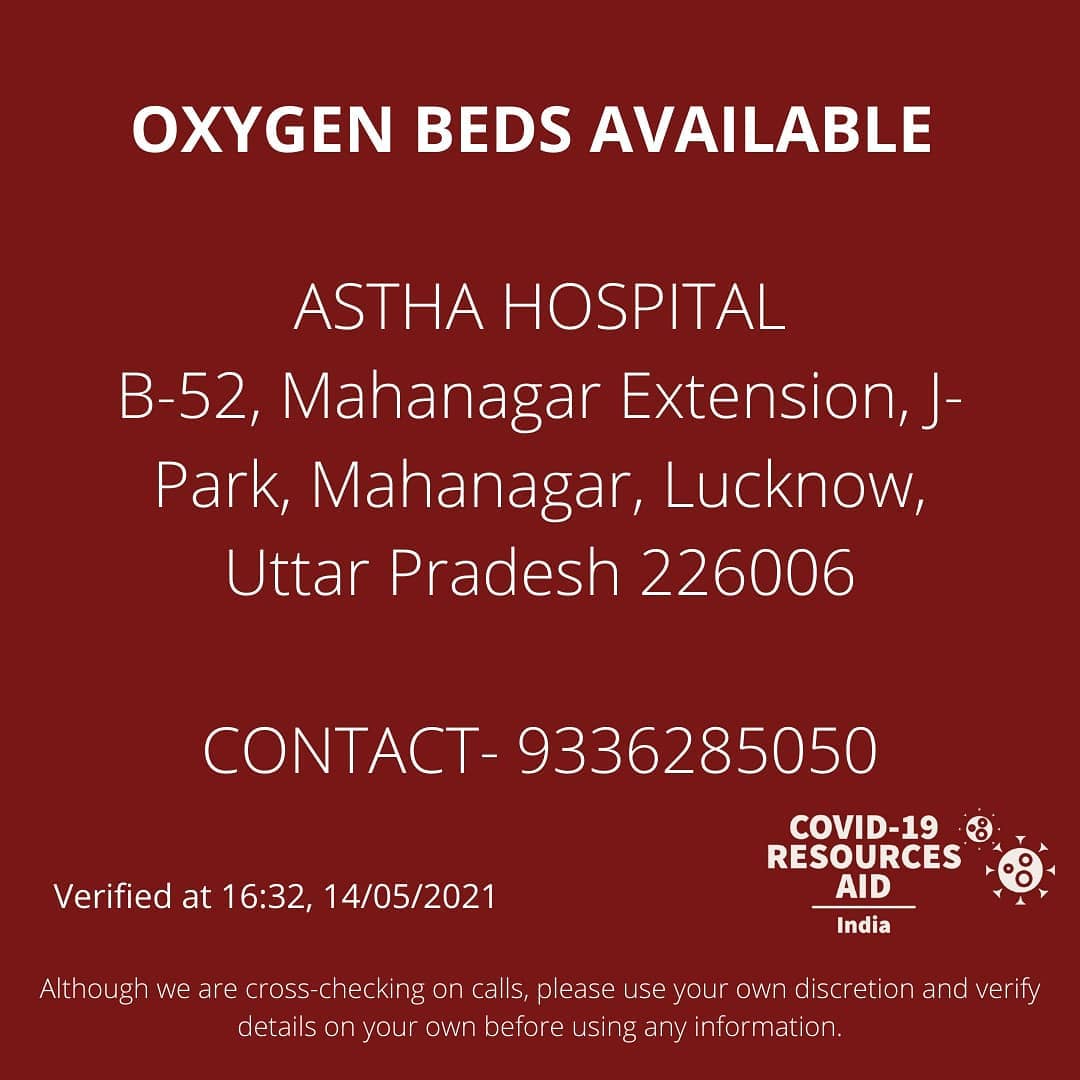 OXYGEN BEDS AVAILABLE
ASTHA HOSPITAL
B-52, Mahanagar Extension, J-
Park, Mahanagar, Lucknow,
Uttar Pradesh 226006
CONTACT- 9336285050
COVID-19
RESOURCES
AID
India
Verified at 16:32, 14/05/2021
Although we are cross-checking on calls, please use your own discretion and verify
details on your own before using any information.